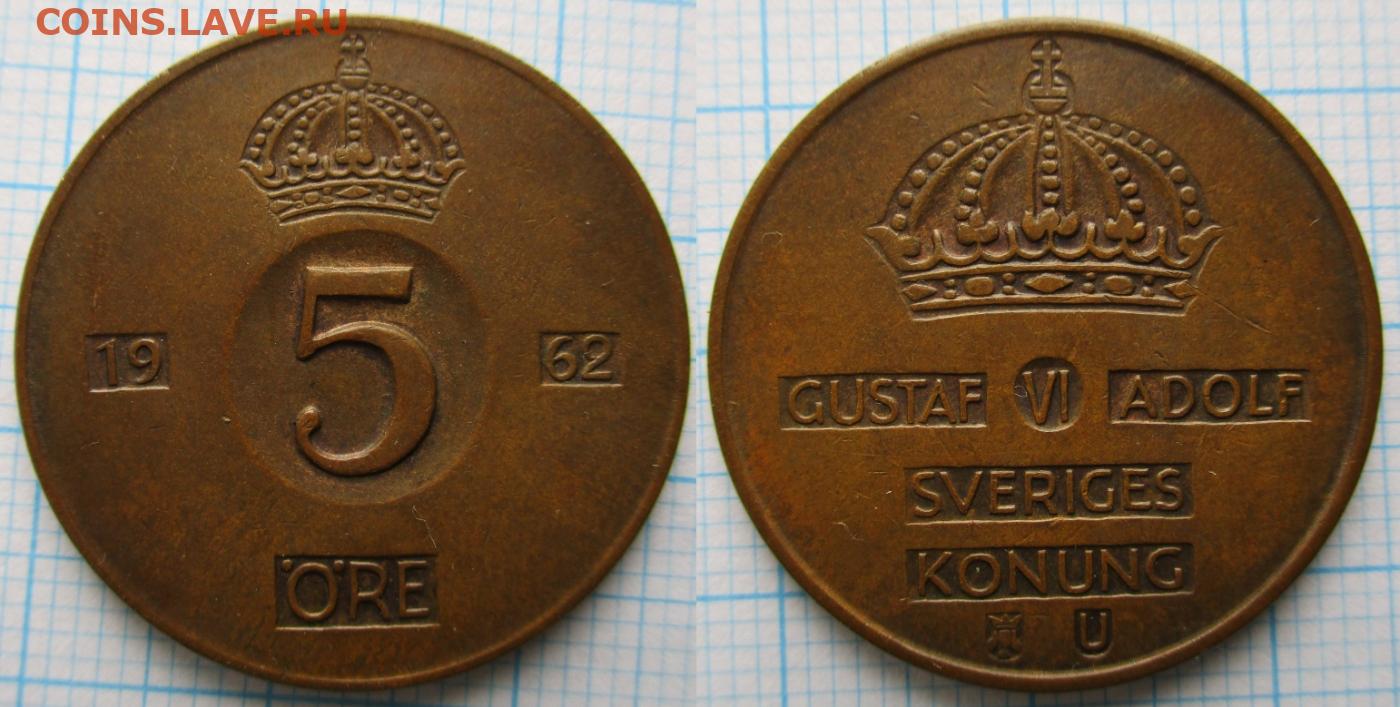 COINS.LAVE.RU
5
19 62
ÖRE
GUSTAF VI ADOLF
SVERIGES
KONUNG
U